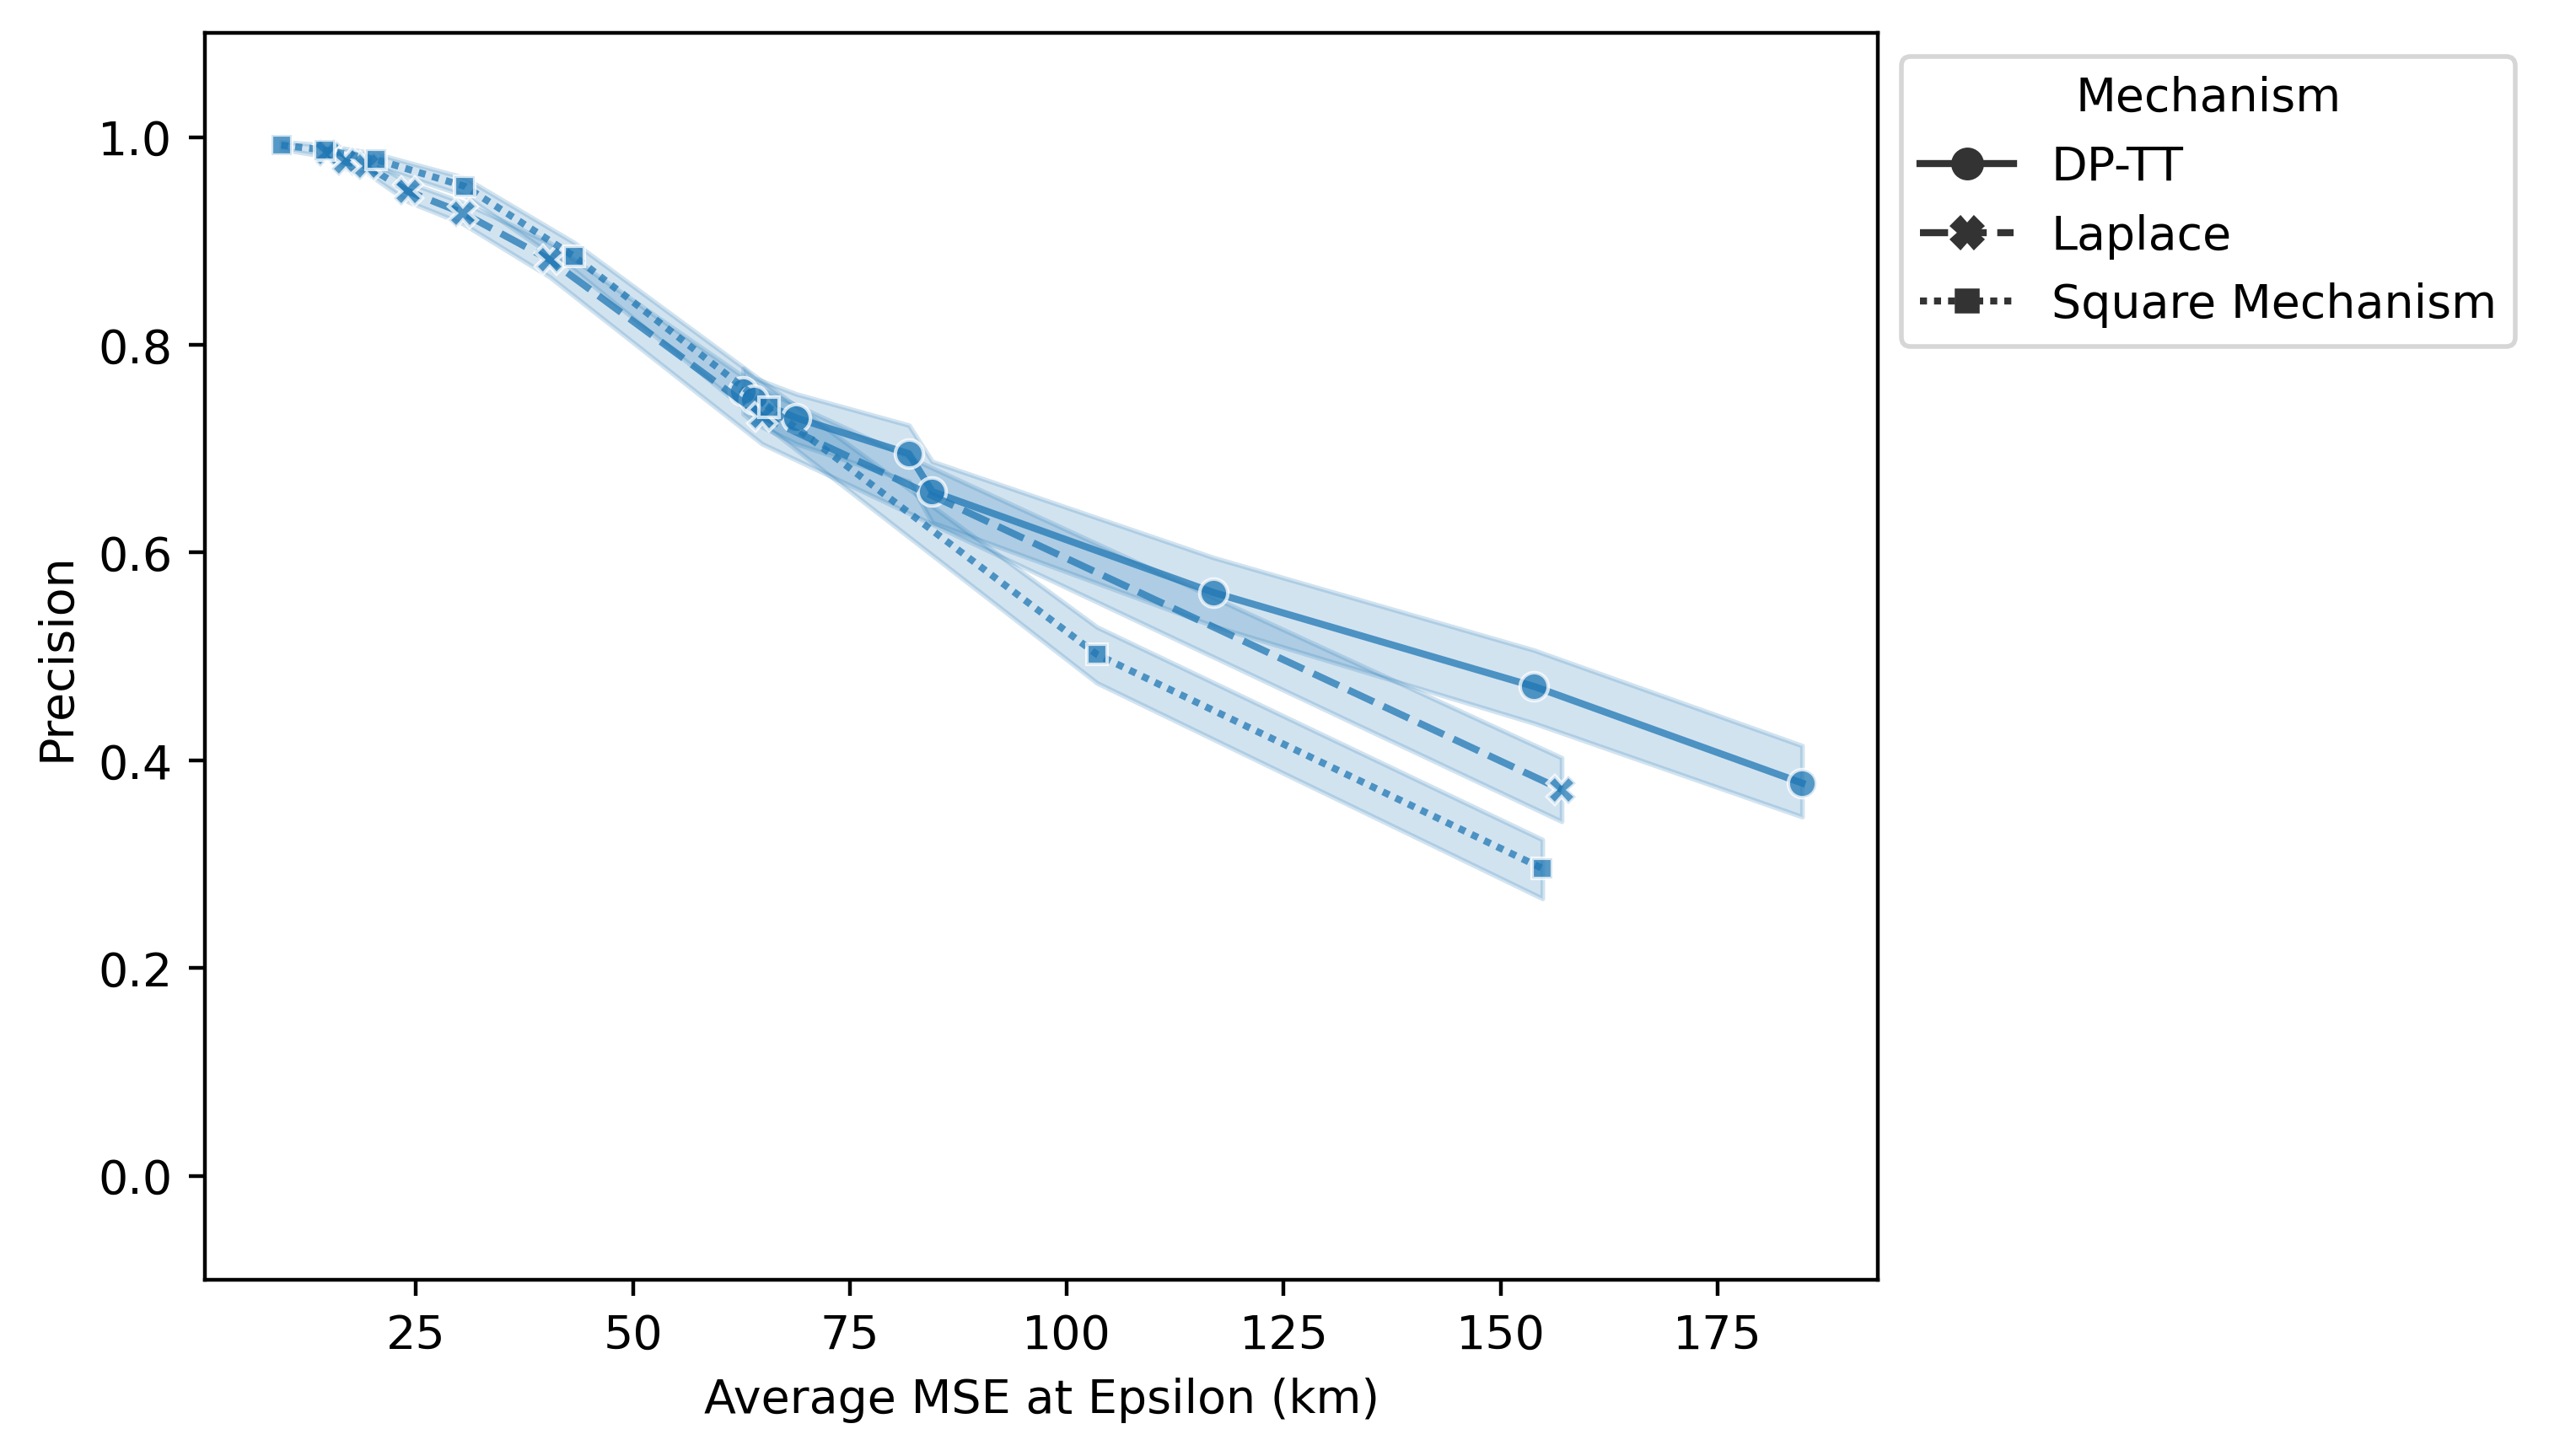 Mechanism
DP-TT
Laplace
Square Mechanism
Precision
1.0
0.8
0.6
0.4
0.2
0.0
25 50 75 100 125 150 175
Average MSE at Epsilon (km)